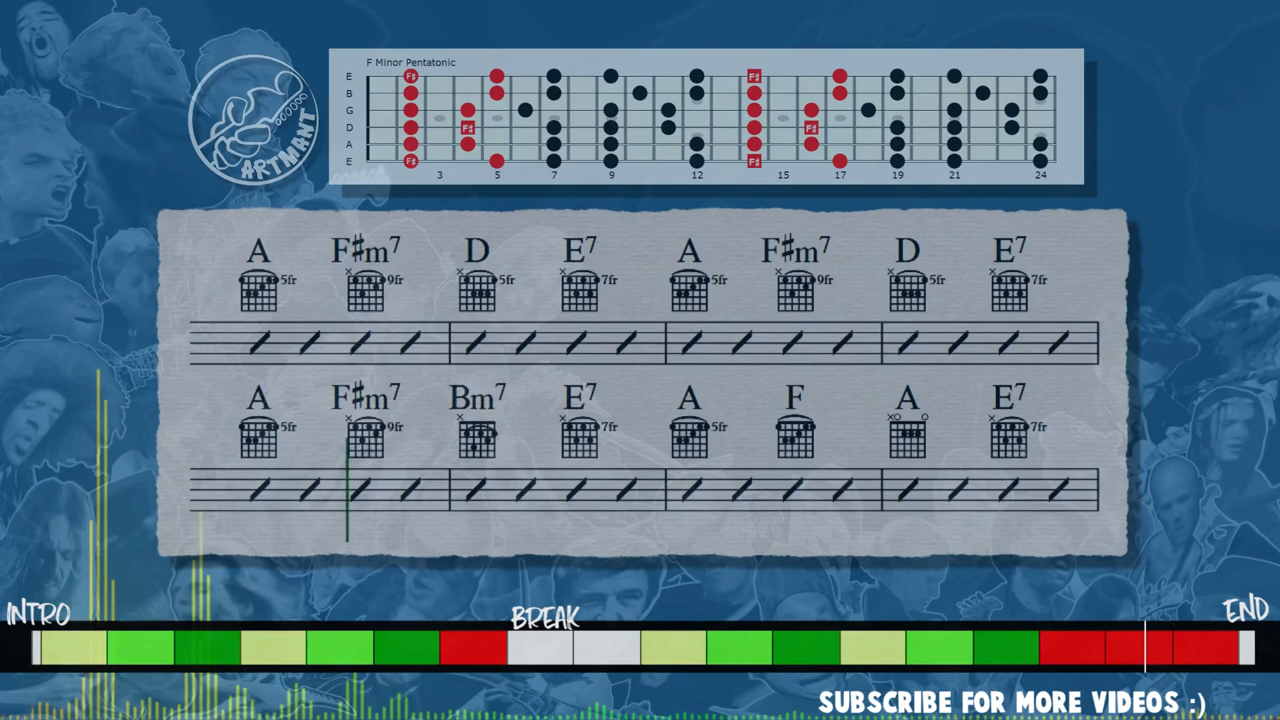 F Minor Pentatonic
E F♯ F♯
B
G
D F♯ F♯
A
E F♯ F♯
3 5 7 9 12 15 17 19 21 24
ARTMANT
A F♯m7 D E7 A F♯m7 D E7
5fr 9fr 5fr 7fr 5fr 9fr 5fr 7fr
A F♯m7 Bm7 E7 A F A E7
5fr 9fr 7fr 5fr 7fr
INTRO BREAK END
SUBSCRIBE FOR MORE VIDEOS :)